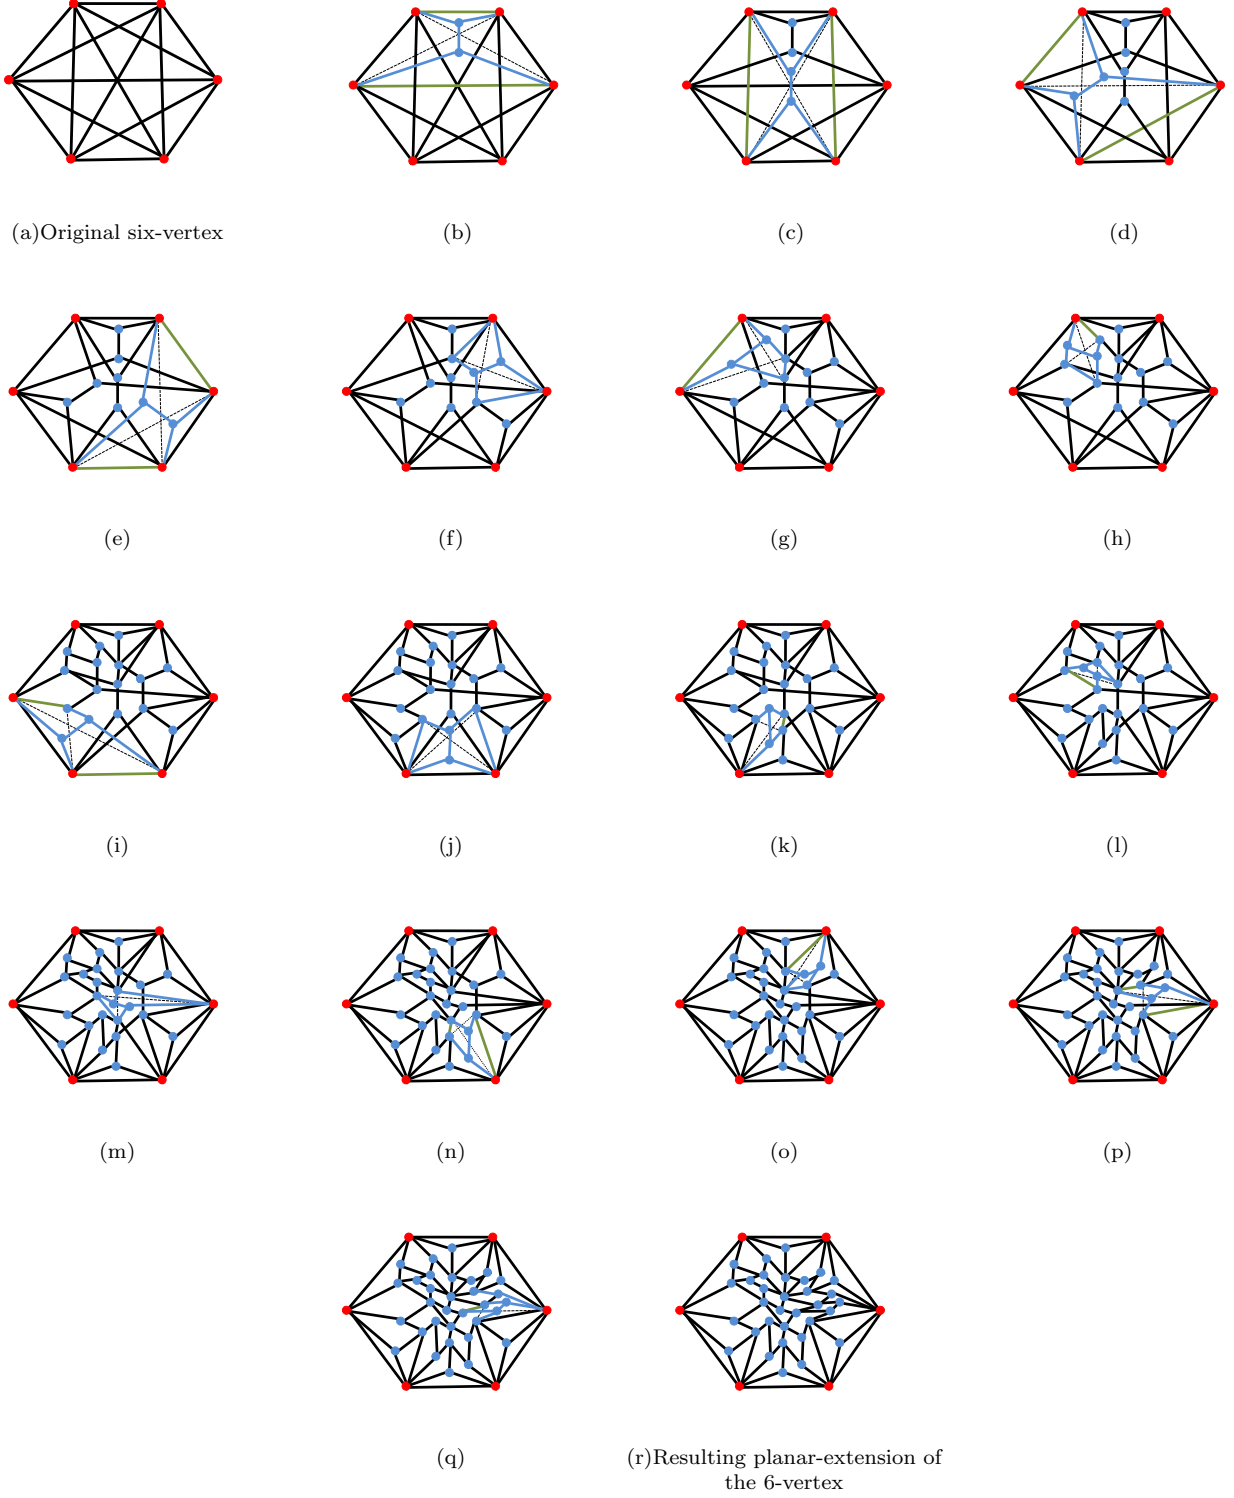 (a)Original six-vertex
(b)
(c)
(d)
(e)
(f)
(g)
(h)
(i)
(j)
(k)
(l)
(m)
(n)
(o)
(p)
(q)
(r)Resulting planar-extension of
the 6-vertex